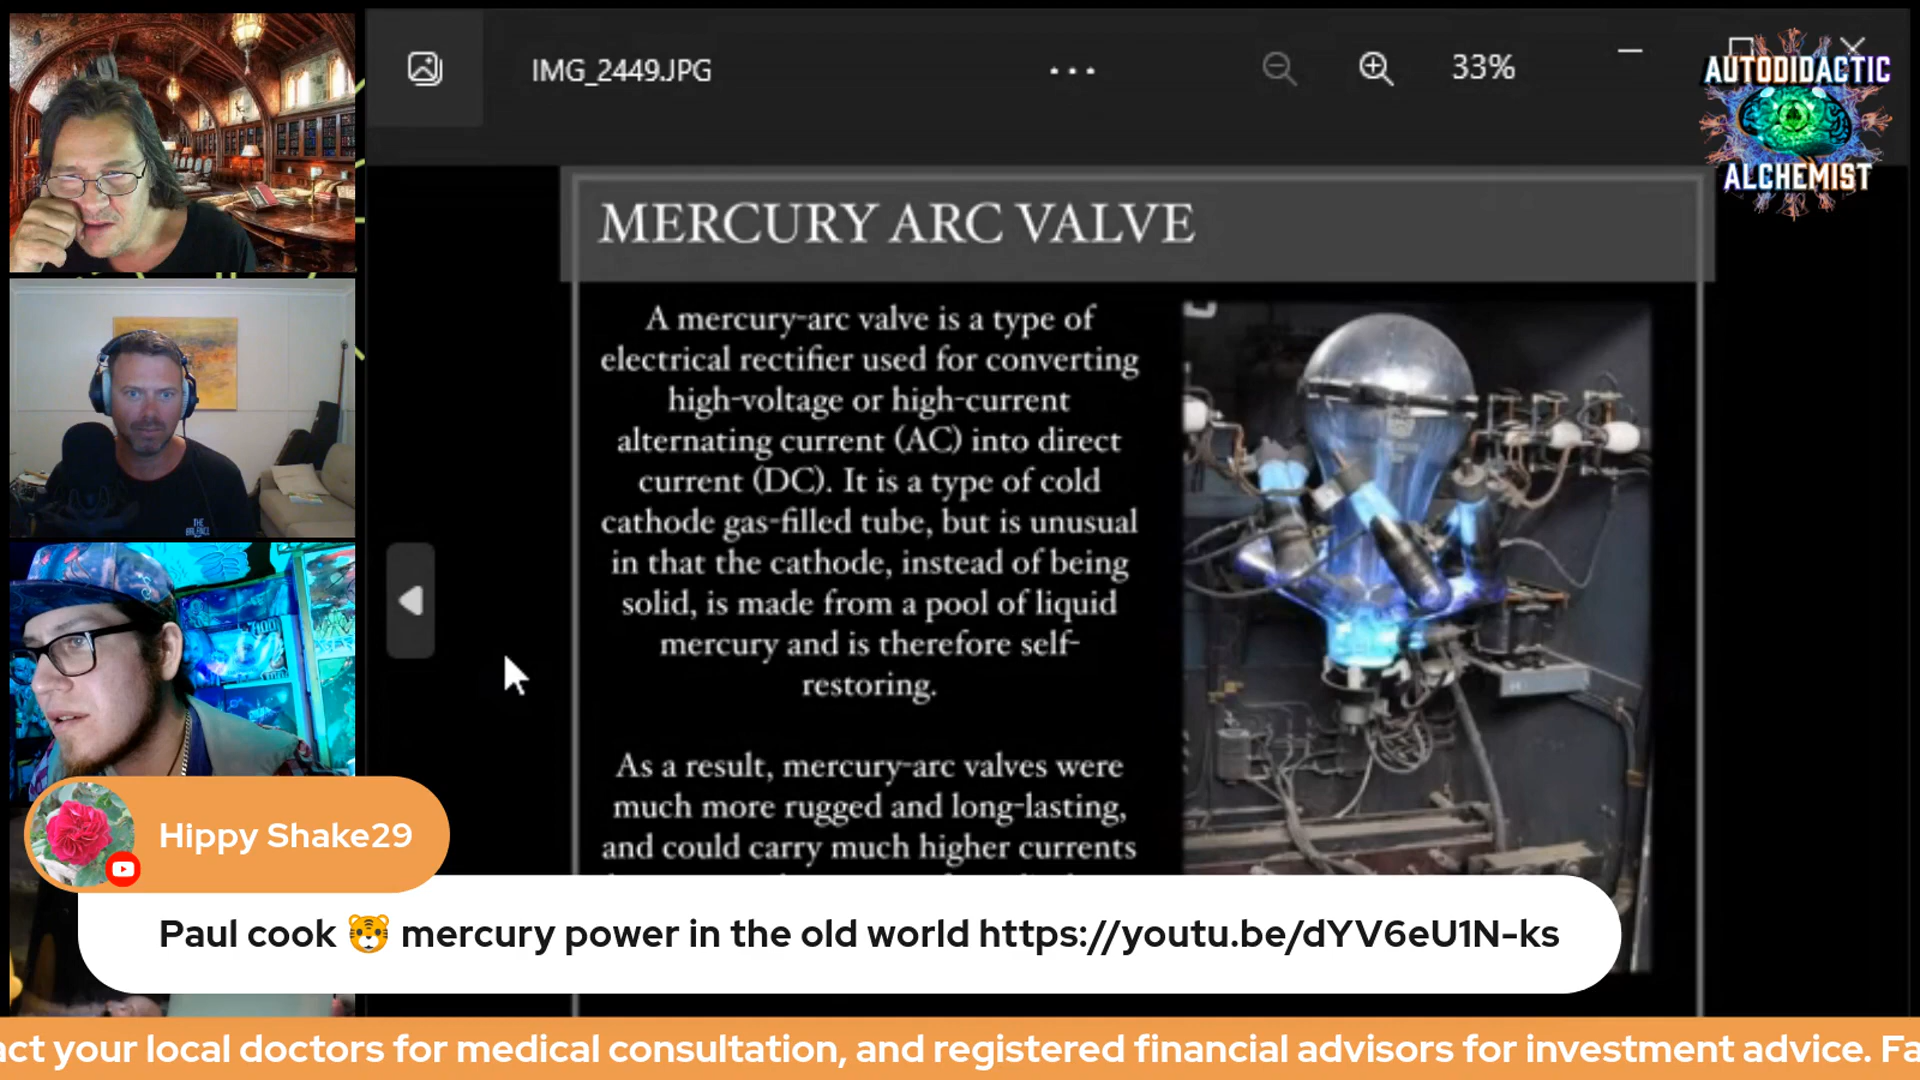 IMG_2449.JPG
33%
AUTODIDACTIC
ALCHEMIST
MERCURY ARC VALVE
A mercury-arc valve is a type of
electrical rectifier used for converting
high-voltage or high-current
alternating current (AC) into direct
current (DC). It is a type of cold
cathode gas-filled tube, but is unusual
in that the cathode, instead of being
solid, is made from a pool of liquid
mercury and is therefore self-
restoring.
As a result, mercury-arc valves were
much more rugged and long-lasting,
and could carry much higher currents
Hippy Shake29
Paul cook 🐯 mercury power in the old world https://youtu.be/dYV6eU1N-ks
act your local doctors for medical consultation, and registered financial advisors for investment advice. Fa